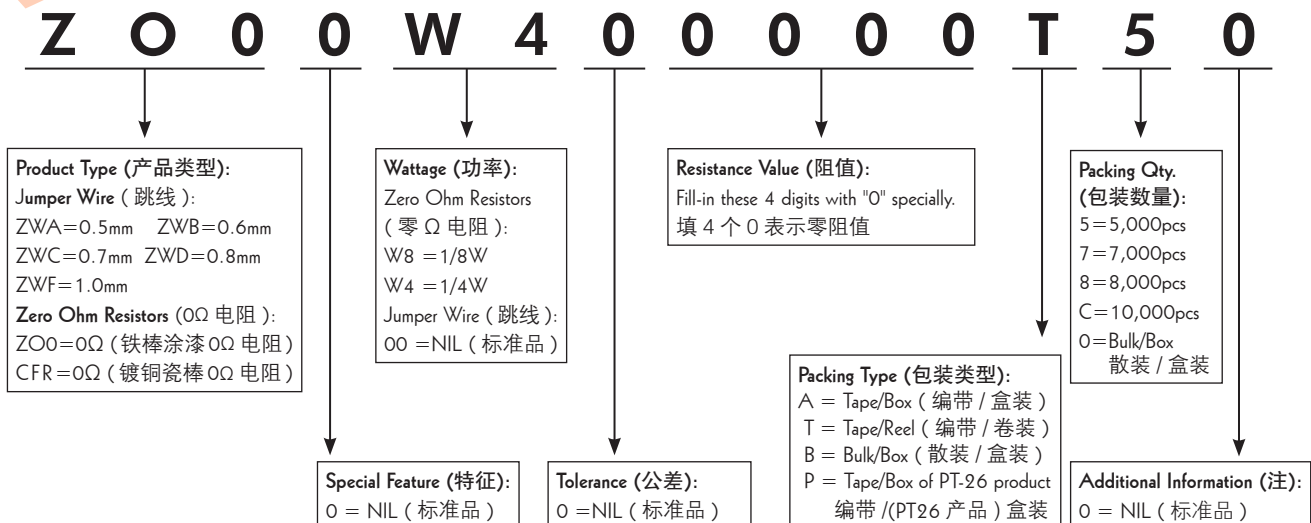 Z O 0 0 W 4 0 0 0 0 0 T 5 0
Product Type (产品类型):
Jumper Wire ( 跳线 ):
ZWA=0.5mm ZWB=0.6mm
ZWC=0.7mm ZWD=0.8mm
ZWF=1.0mm
Zero Ohm Resistors (0Ω 电阻 ):
ZO0=0Ω ( 铁棒涂漆 0Ω 电阻 )
CFR=0Ω ( 镀铜瓷棒 0Ω 电阻 )
Wattage (功率):
Zero Ohm Resistors
( 零 Ω 电阻 ):
W8 =1/8W
W4 =1/4W
Jumper Wire ( 跳线 ):
00 =NIL ( 标准品 )
Resistance Value (阻值):
Fill-in these 4 digits with "0" specially.
填 4 个 0 表示零阻值
Packing Qty.
(包装数量):
5=5,000pcs
7=7,000pcs
8=8,000pcs
C=10,000pcs
0=Bulk/Box
散装 / 盒装
Special Feature (特征):
0 = NIL ( 标准品 )
Tolerance (公差):
0 =NIL ( 标准品 )
Packing Type (包装类型):
A = Tape/Box ( 编带 / 盒装 )
T = Tape/Reel ( 编带 / 卷装 )
B = Bulk/Box ( 散装 / 盒装 )
P = Tape/Box of PT-26 product
编带 /(PT26 产品 ) 盒装
Additional Information (注):
0 = NIL ( 标准品 )